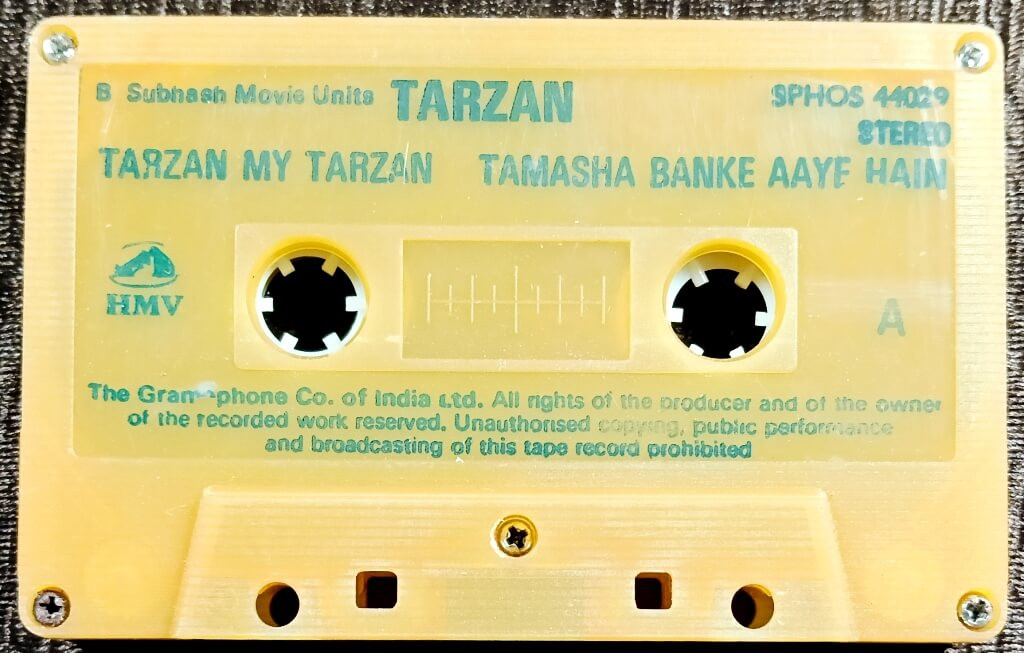 B Subhash Movie Units TARZAN SPHOS 44029
STEREO
TARZAN MY TARZAN TAMASHA BANKE AAYE HAIN
HMV
A
The Gramophone Co. of India Ltd. All rights of the producer and of the owner
of the recorded work reserved. Unauthorised copying, public performance
and broadcasting of this tape record prohibited